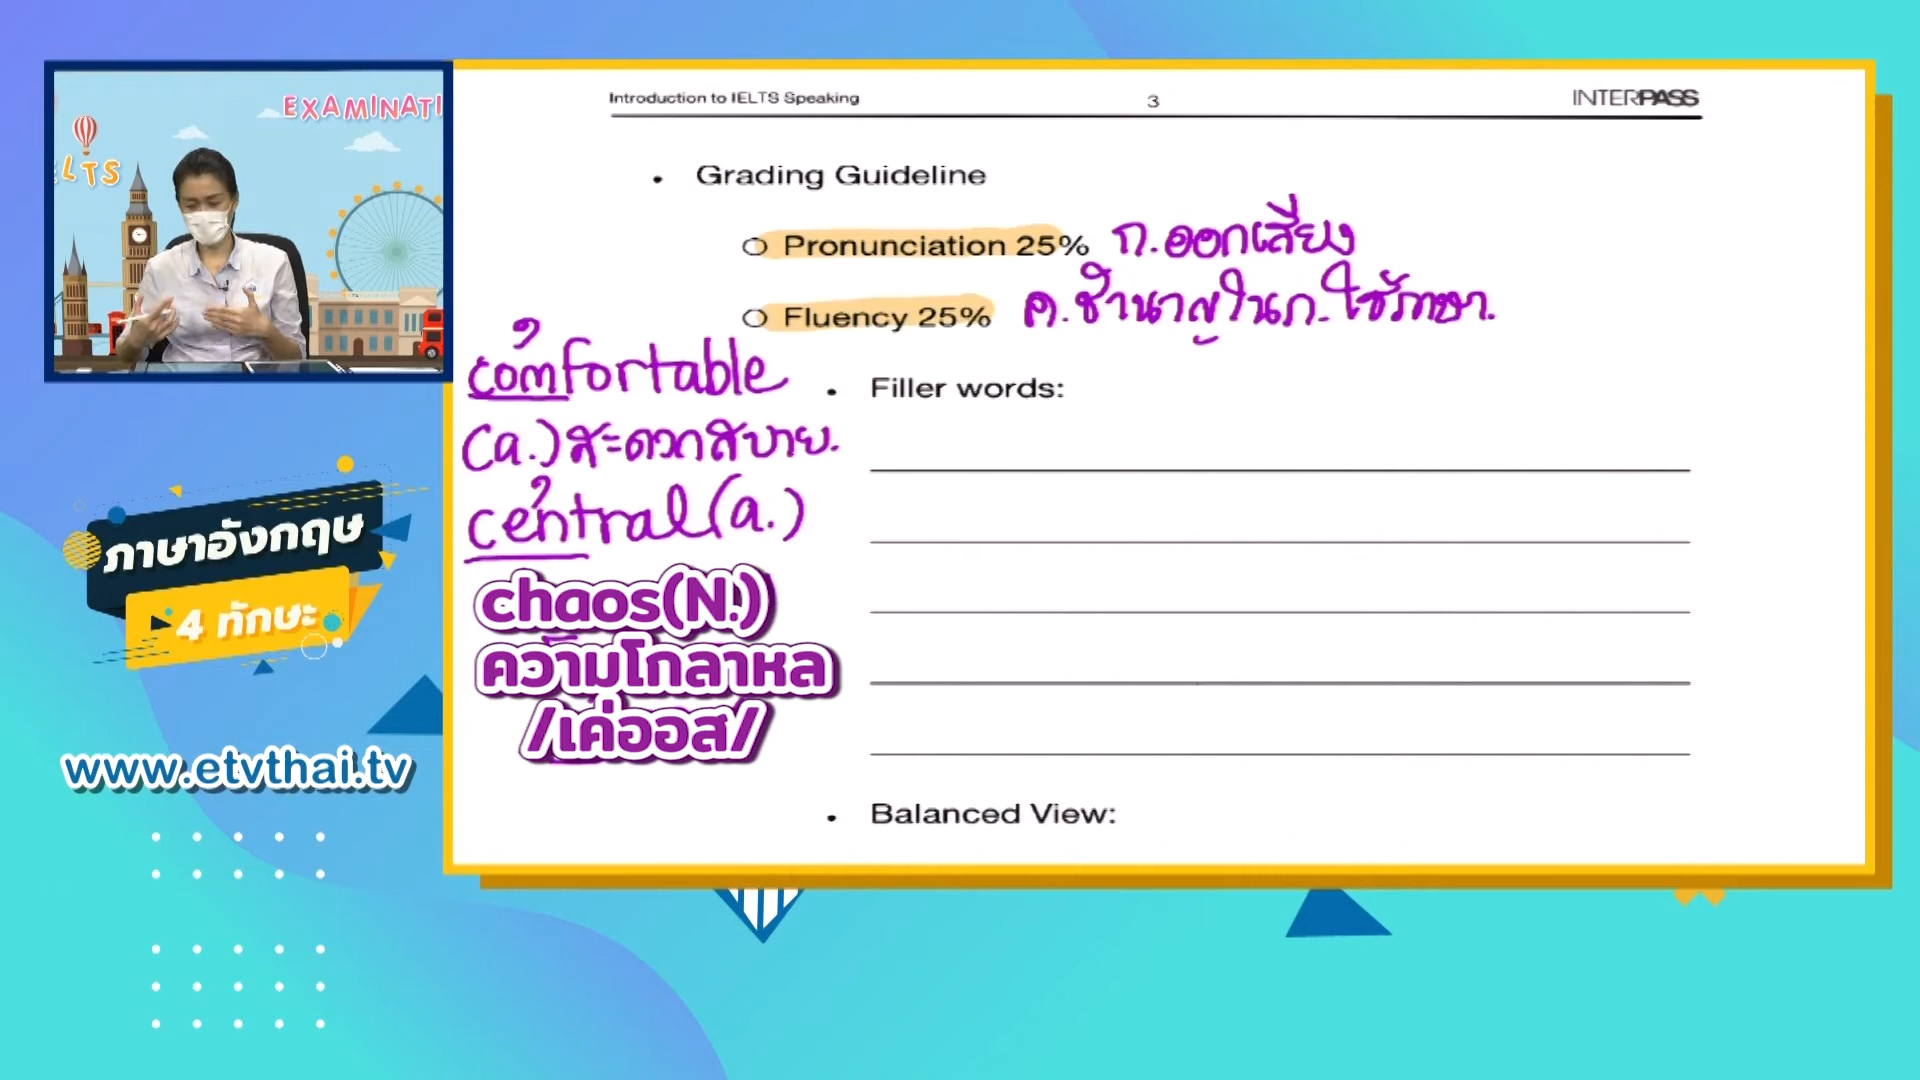 EXAMINATI
ELTS
Introduction to IELTS Speaking
3
INTERPASS
• Grading Guideline
Pronunciation 25% ก.ออกเสียง
Fluency 25% ค.ชำนาญในก.ใช้ภาษา.
comfortable
(a.) สะดวกสบาย.
central (a.)
chaos(N.)
ความโกลาหล
/เค่ออส/
• Filler words:
• Balanced View:
ภาษาอังกฤษ
4 ทักษะ
www.etvthai.tv